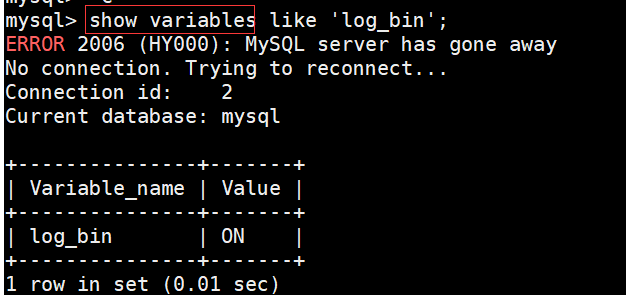 mysql> show variables like 'log_bin';
ERROR 2006 (HY000): MySQL server has gone away
No connection. Trying to reconnect...
Connection id:    2
Current database: mysql
+---------------+-------+
| Variable_name | Value |
+---------------+-------+
| log_bin       | ON    |
+---------------+-------+
1 row in set (0.01 sec)